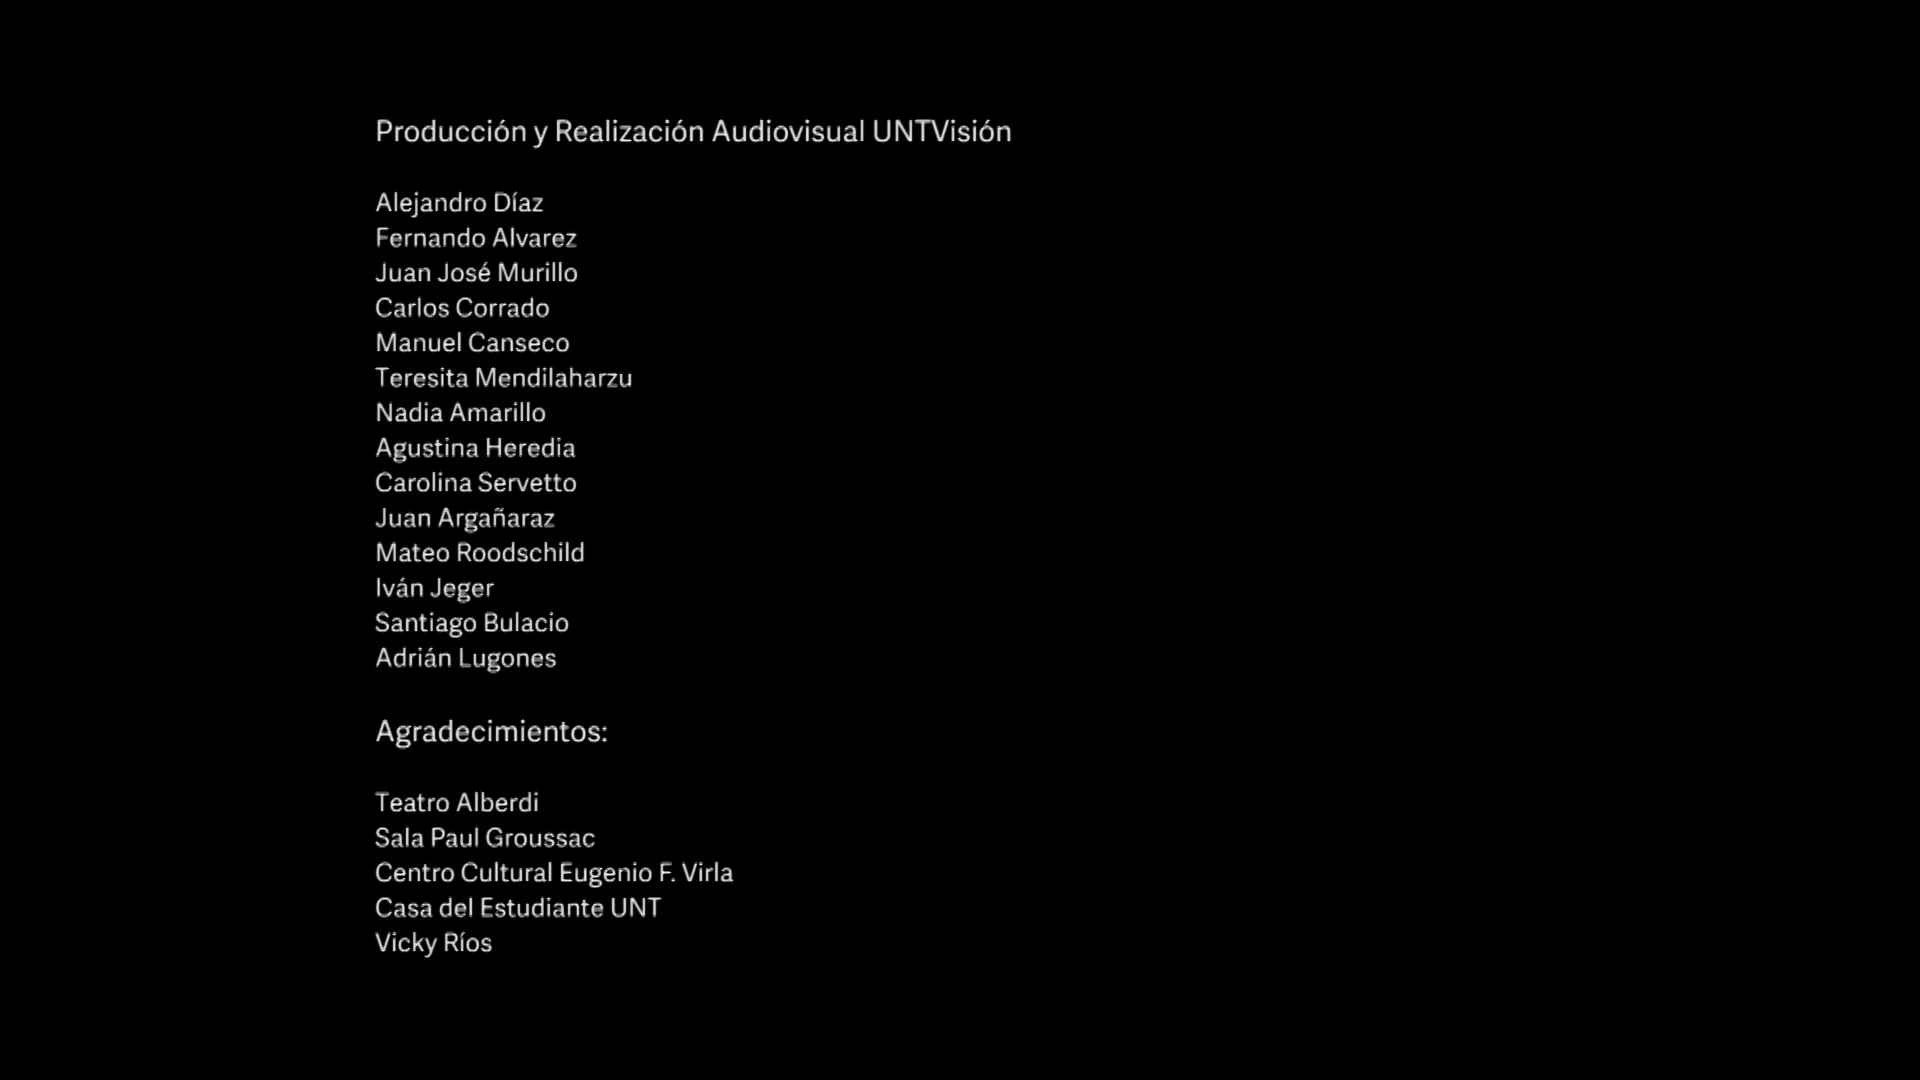 Producción y Realización Audiovisual UNTVisión
Alejandro Díaz
Fernando Alvarez
Juan José Murillo
Carlos Corrado
Manuel Canseco
Teresita Mendilaharzu
Nadia Amarillo
Agustina Heredia
Carolina Servetto
Juan Argañaraz
Mateo Roodschild
Iván Jeger
Santiago Bulacio
Adrián Lugones
Agradecimientos:
Teatro Alberdi
Sala Paul Groussac
Centro Cultural Eugenio F. Virla
Casa del Estudiante UNT
Vicky Ríos